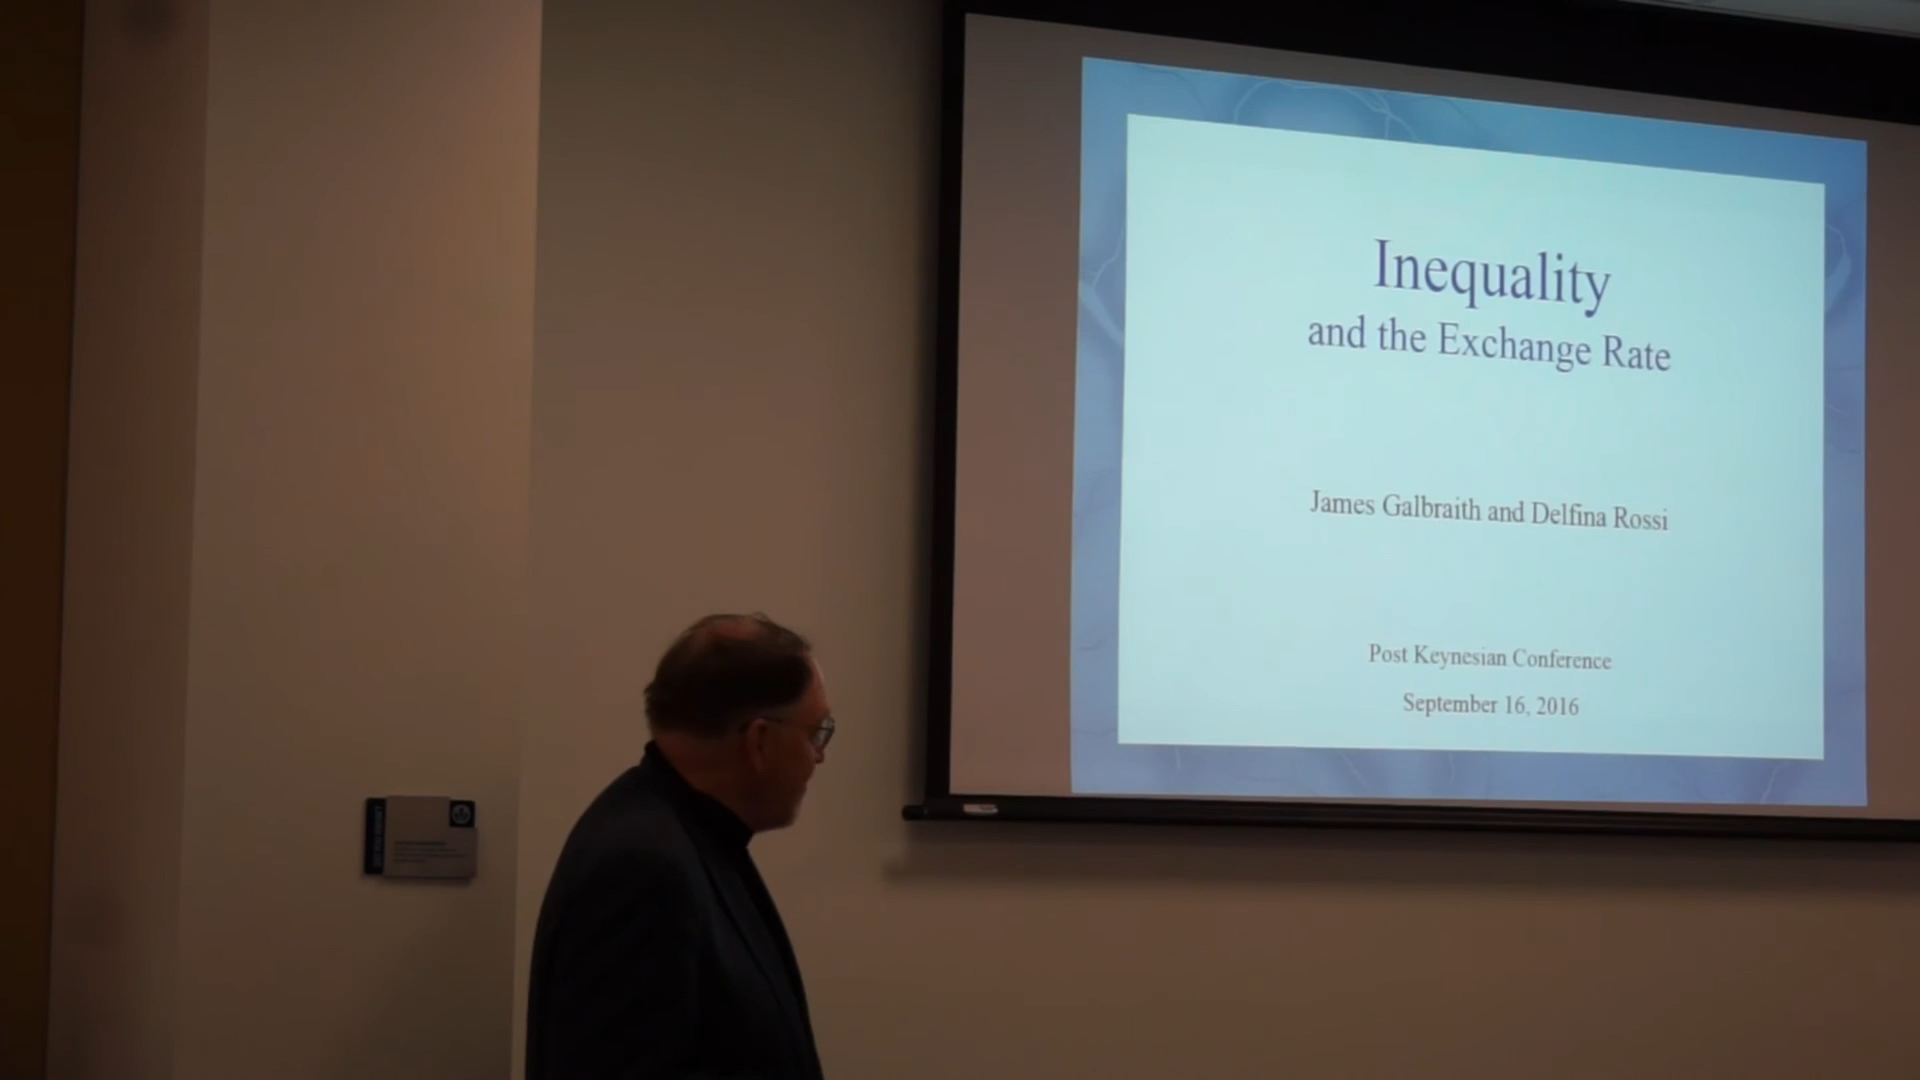 Inequality
and the Exchange Rate
James Galbraith and Delfina Rossi
Post Keynesian Conference
September 16, 2016